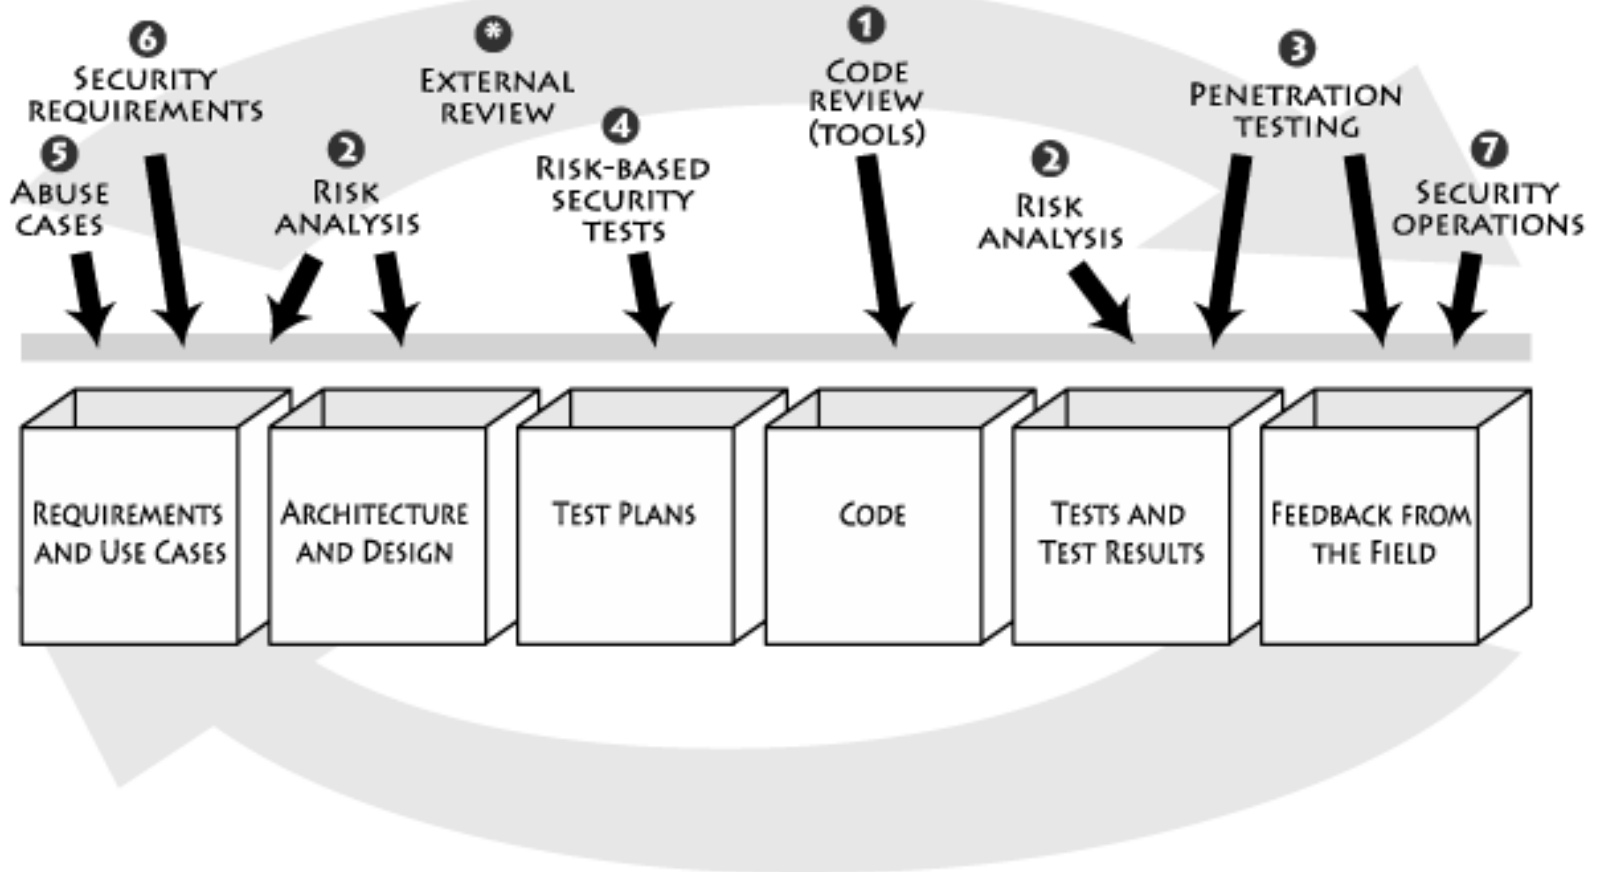 6
SECURITY
REQUIREMENTS
5
ABUSE
CASES
2
RISK
ANALYSIS
*
EXTERNAL
REVIEW
4
RISK-BASED
SECURITY
TESTS
1
CODE
REVIEW
(TOOLS)
2
RISK
ANALYSIS
3
PENETRATION
TESTING
7
SECURITY
OPERATIONS
REQUIREMENTS
AND USE CASES
ARCHITECTURE
AND DESIGN
TEST PLANS
CODE
TESTS AND
TEST RESULTS
FEEDBACK FROM
THE FIELD